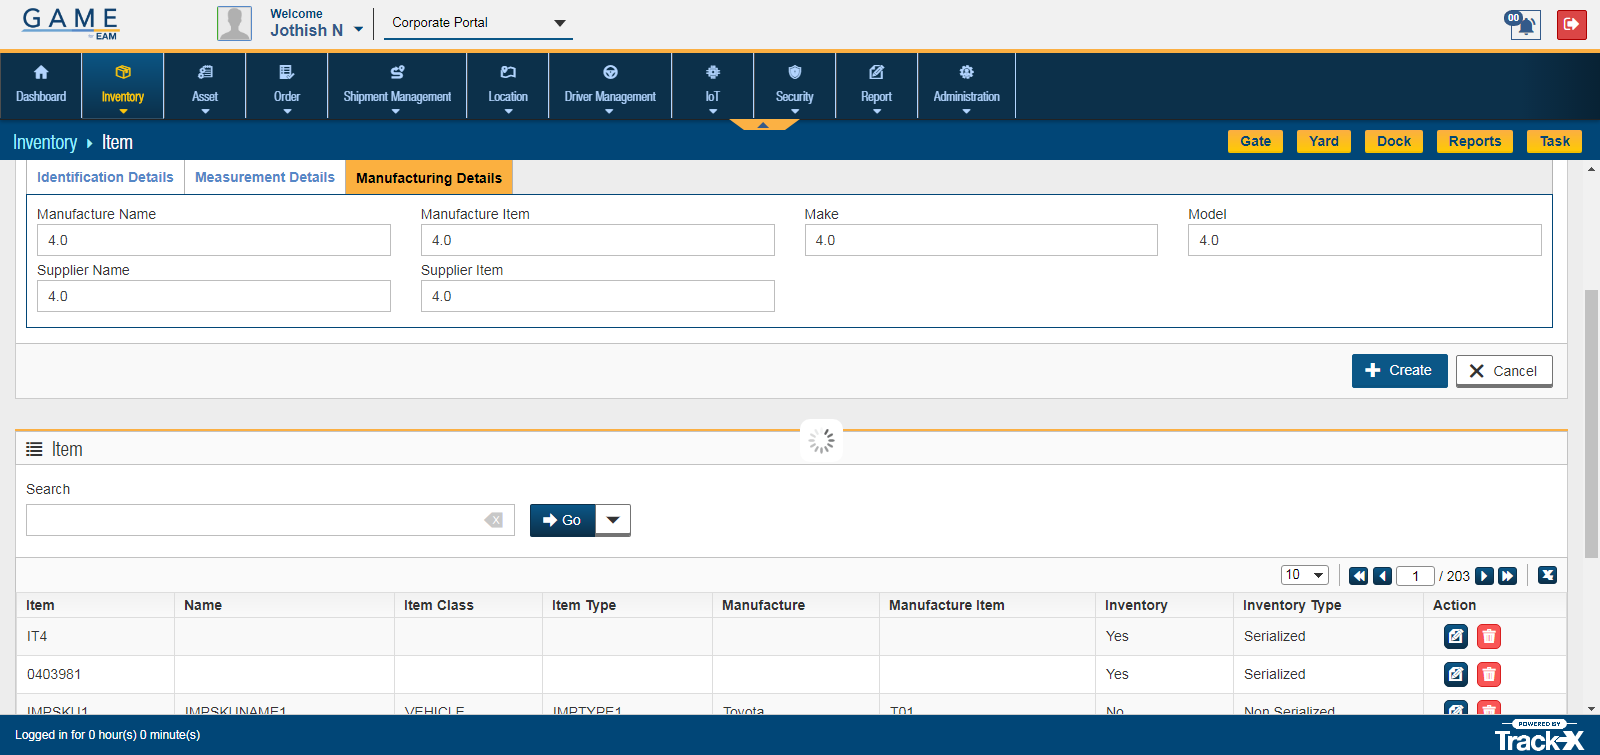 GAME
EAM
Welcome
Jothish N
Corporate Portal
00
Dashboard
Inventory
Asset
Order
Shipment Management
Location
Driver Management
IoT
Security
Report
Administration
Inventory
Item
Gate
Yard
Dock
Reports
Task
Identification Details
Measurement Details
Manufacturing Details
Manufacture Name
Manufacture Item
Make
Model
4.0
4.0
4.0
4.0
Supplier Name
Supplier Item
4.0
4.0
Create
Cancel
Item
Search
Go
10
1 / 203
Item Name Item Class Item Type Manufacture Manufacture Item Inventory Inventory Type Action
IT4 Yes Serialized
0403981 Yes Serialized
IMPSKU1 IMPSKUNAME1 VEHICLE IMPTYPE1 Toyota T01 No Non Serialized
Logged in for 0 hour(s) 0 minute(s)
POWERED BY
Track-X